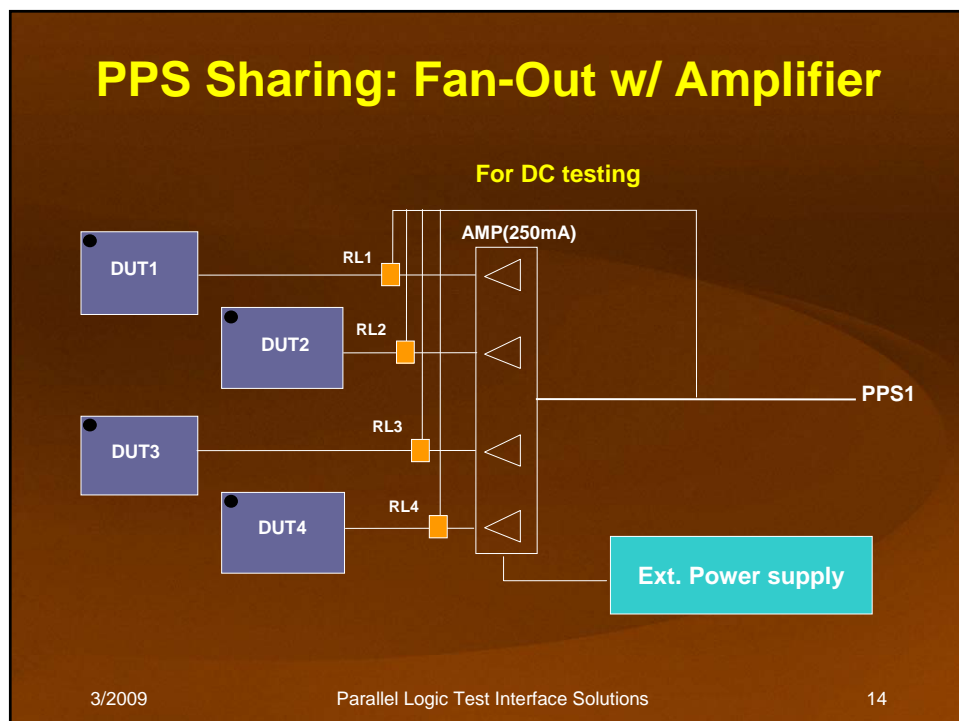 PPS Sharing: Fan-Out w/ Amplifier
For DC testing
AMP(250mA)
DUT1
RL1
RL2
DUT2
PPS1
RL3
DUT3
RL4
DUT4
Ext. Power supply
3/2009
Parallel Logic Test Interface Solutions
14